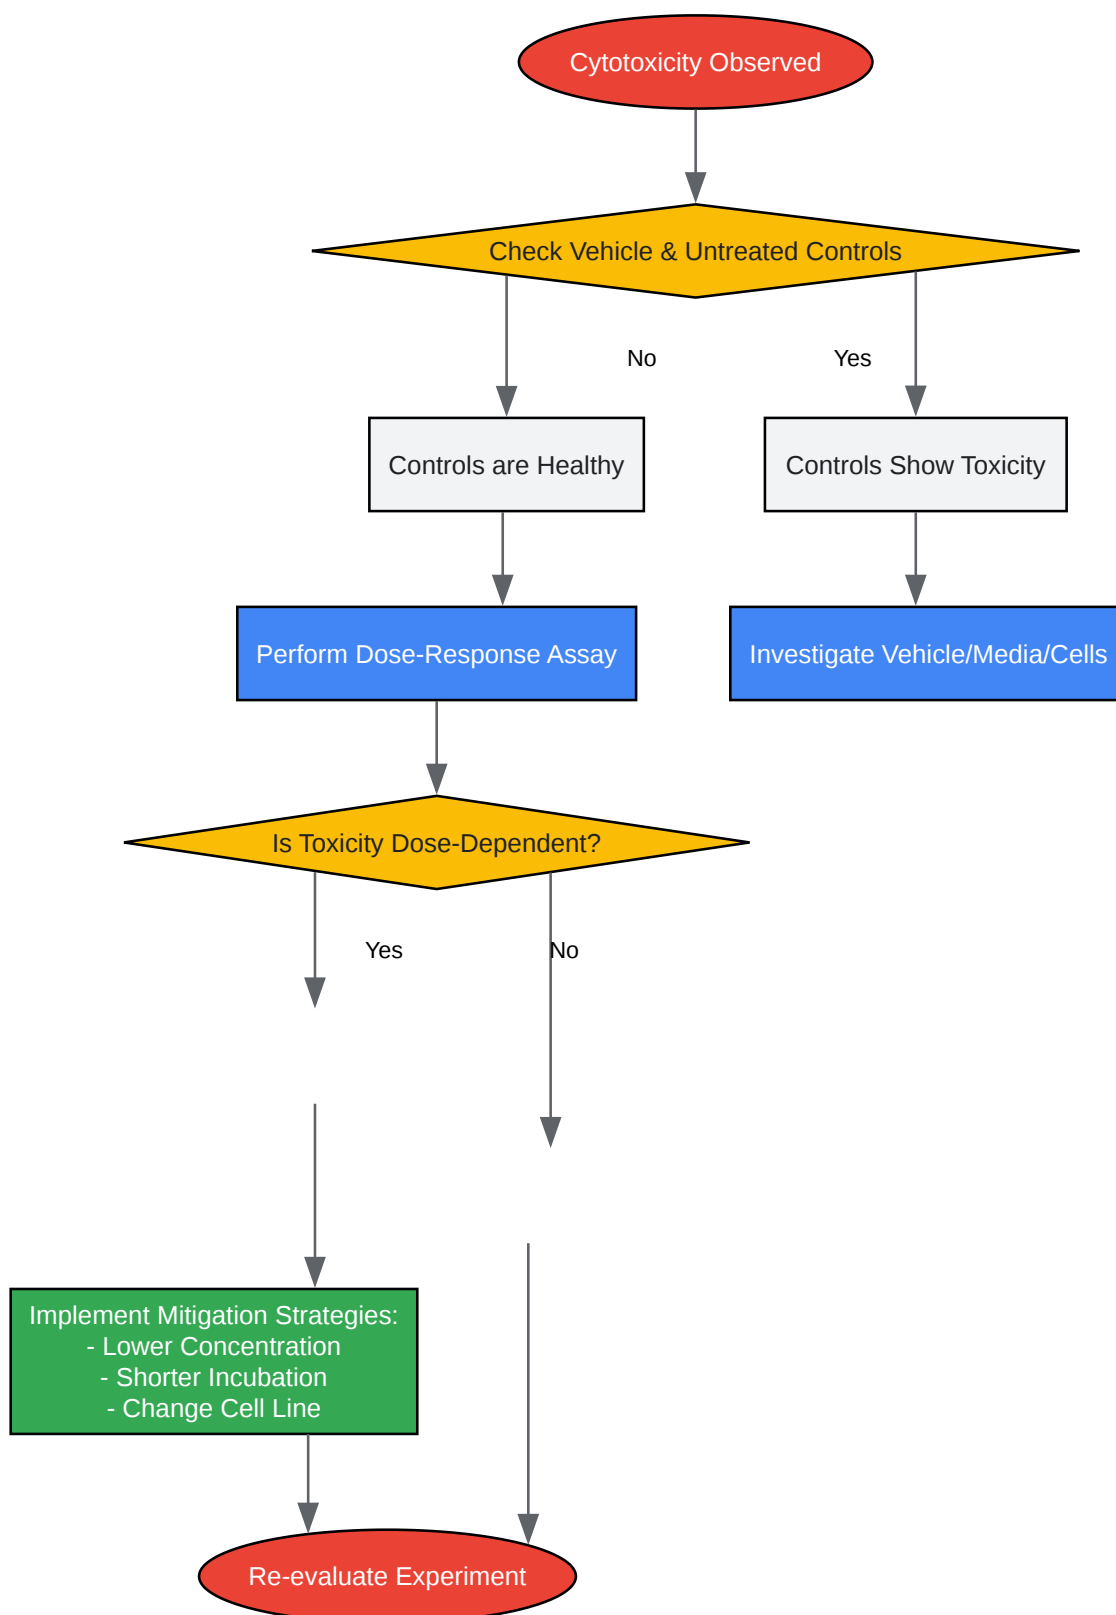 Cytotoxicity Observed
Check Vehicle & Untreated Controls
No
Yes
Controls are Healthy
Controls Show Toxicity
Perform Dose-Response Assay
Investigate Vehicle/Media/Cells
Is Toxicity Dose-Dependent?
Yes
No
Implement Mitigation Strategies:
- Lower Concentration
- Shorter Incubation
- Change Cell Line
Re-evaluate Experiment